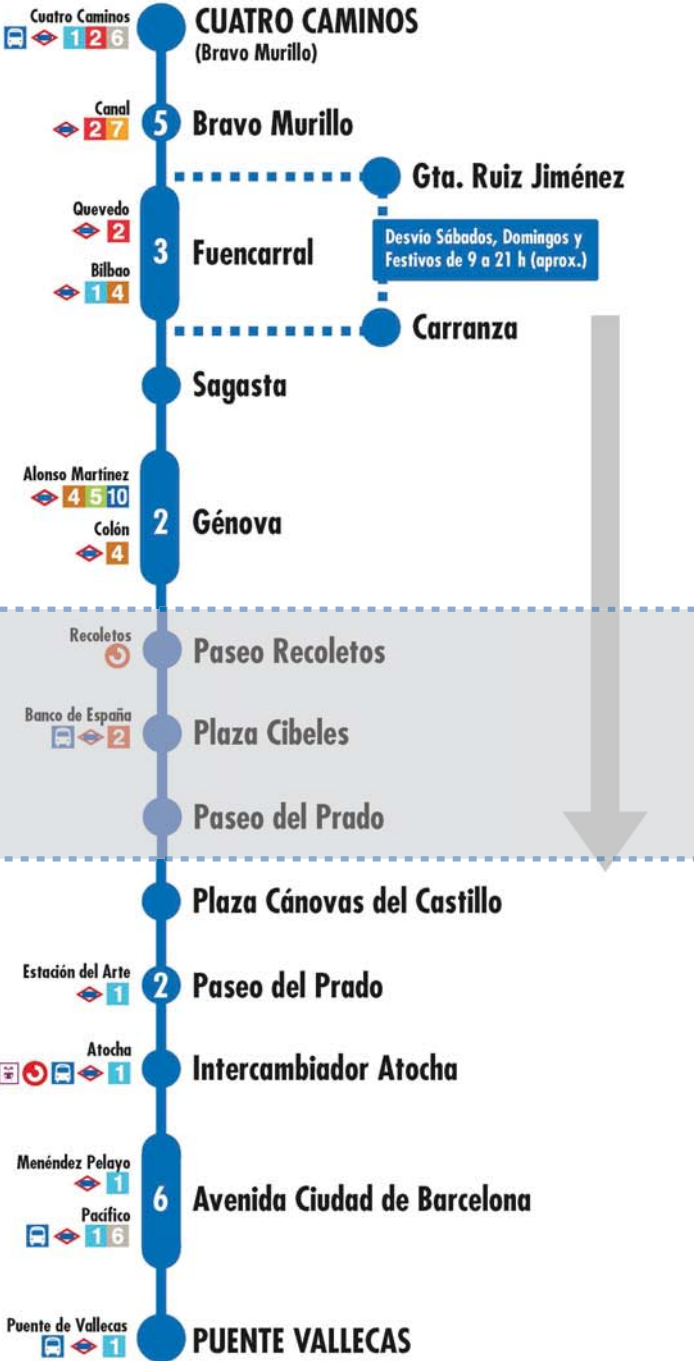 Cuatro Caminos
1 2 6
CUATRO CAMINOS
(Bravo Murillo)
Canal
2 7
5
Bravo Murillo
Gta. Ruiz Jiménez
Quevedo
2
3
Fuencarral
Desvío Sábados, Domingos y
Festivos de 9 a 21 h (aprox.)
Bilbao
1 4
Carranza
Sagasta
Alonso Martínez
4 5 10
2
Génova
Colón
4
Recoletos
Paseo Recoletos
Banco de España
2
Plaza Cibeles
Paseo del Prado
Plaza Cánovas del Castillo
Estación del Arte
1
2
Paseo del Prado
Atocha
1
Intercambiador Atocha
Menéndez Pelayo
1
6
Avenida Ciudad de Barcelona
Pacífico
1 6
Puente de Vallecas
1
PUENTE VALLECAS